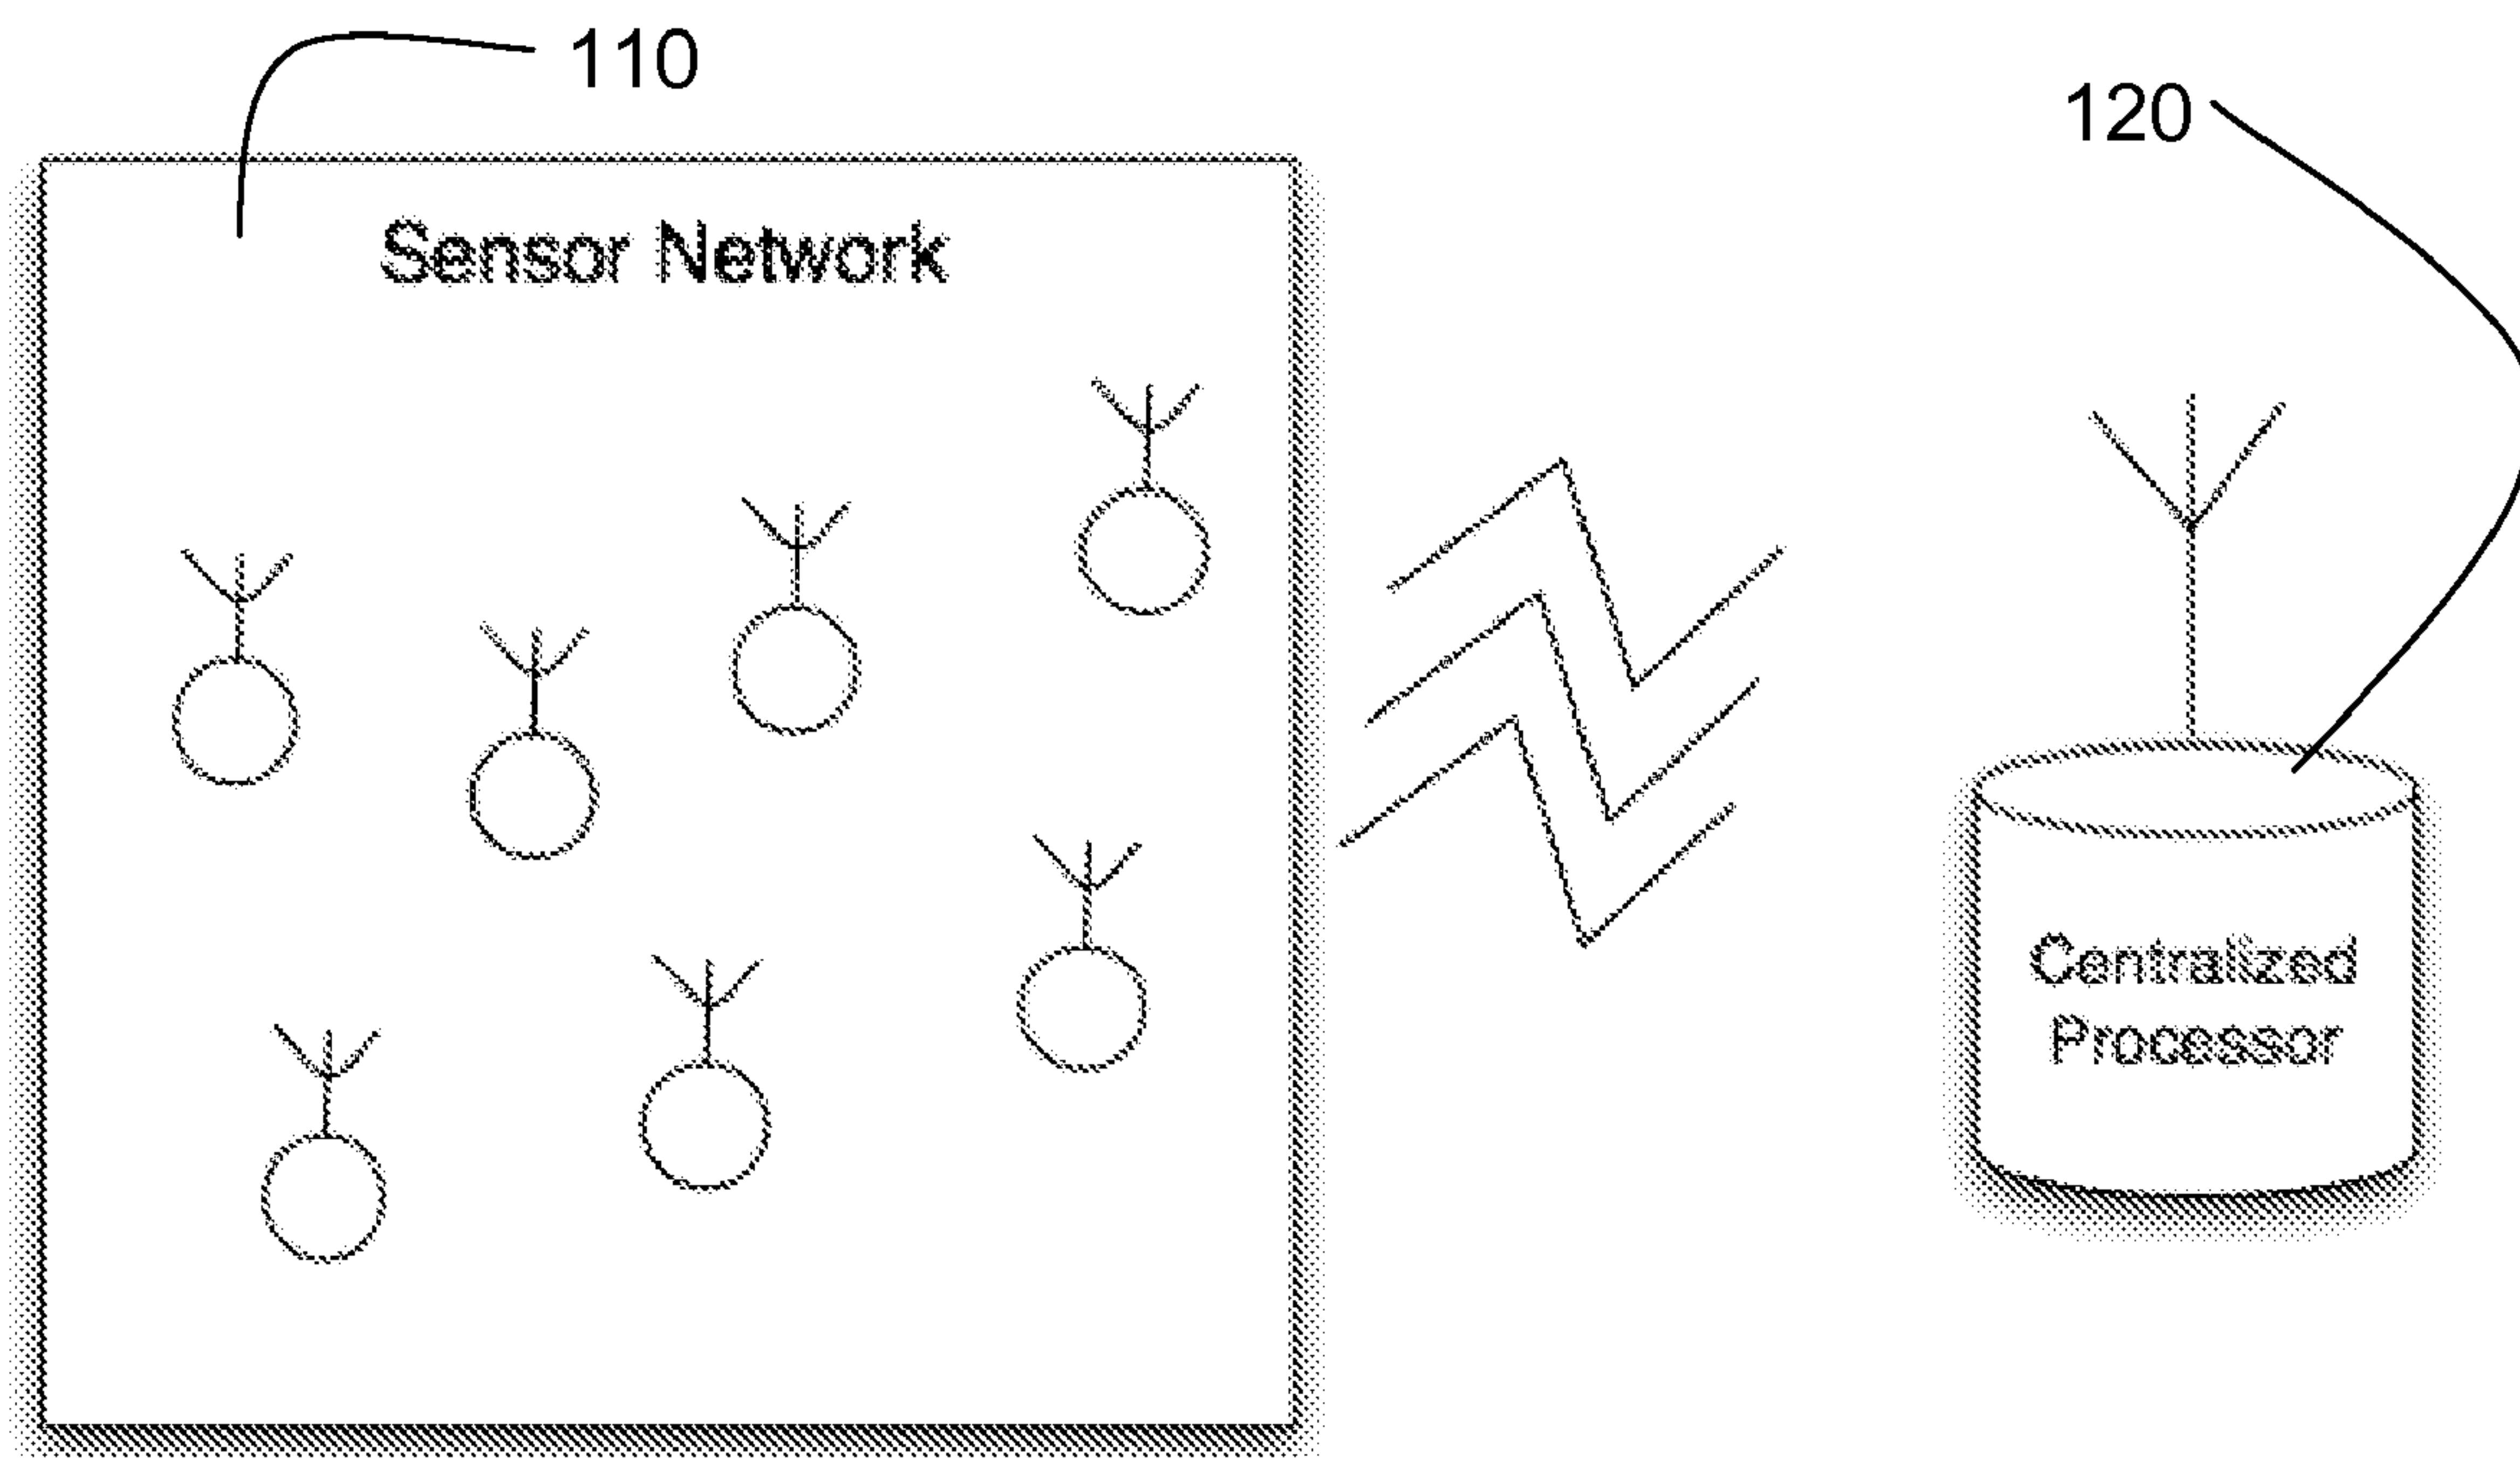 110
120
Sensor Network
Centralized
Processor